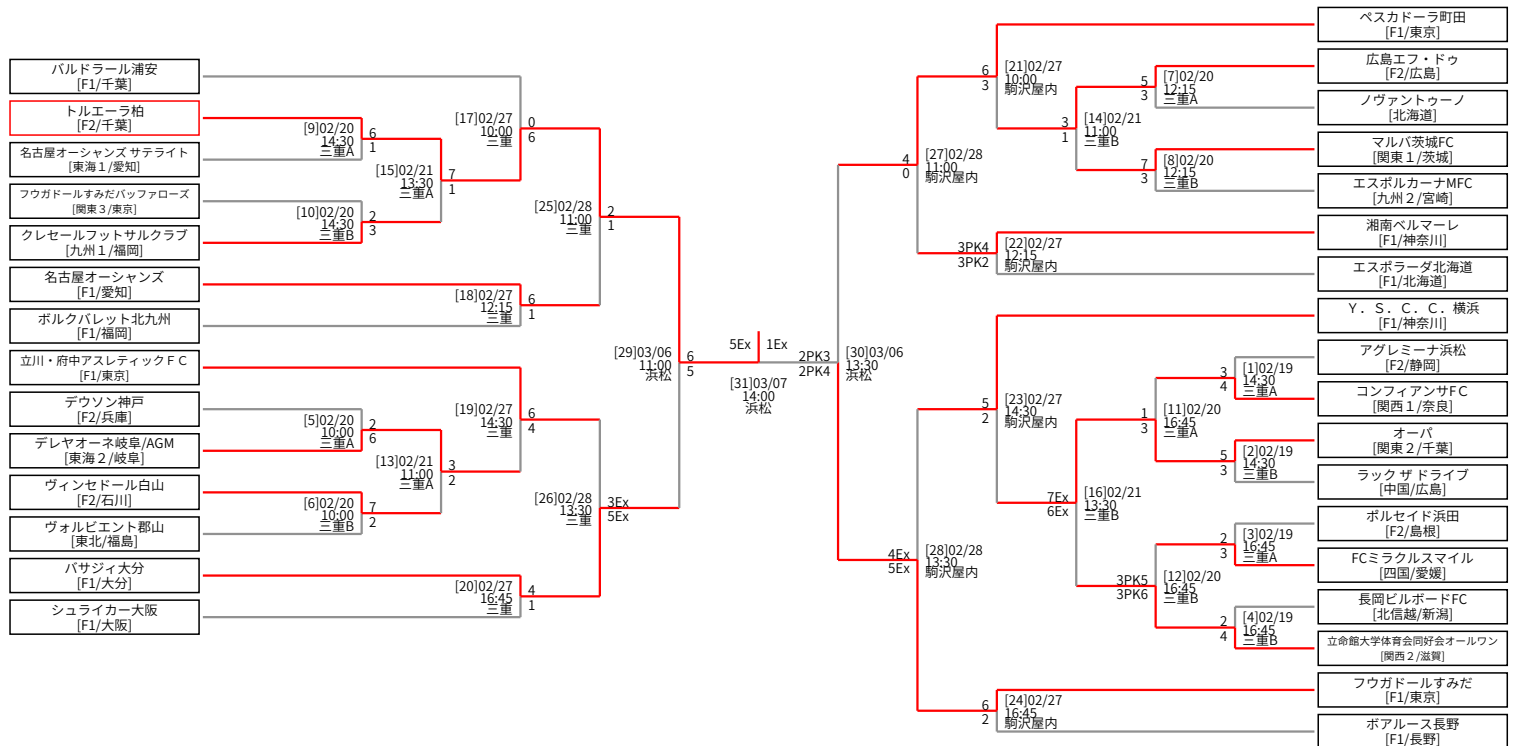 バルドラール浦安
[F1/千葉]
トルエーラ柏
[F2/千葉]
名古屋オーシャンズ サテライト
[東海１/愛知]
フウガドールすみだバッファローズ
[関東３/東京]
クレセールフットサルクラブ
[九州１/福岡]
名古屋オーシャンズ
[F1/愛知]
ボルクバレット北九州
[F1/福岡]
立川・府中アスレティックＦＣ
[F1/東京]
デウソン神戸
[F2/兵庫]
デレヤオーネ岐阜/AGM
[東海２/岐阜]
ヴィンセドール白山
[F2/石川]
ヴォルビエント郡山
[東北/福島]
バサジィ大分
[F1/大分]
シュライカー大阪
[F1/大阪]
[9]02/20
14:30
三重A
6
1
[10]02/20
14:30
三重B
2
3
[5]02/20
10:00
三重A
2
6
[6]02/20
10:00
三重B
7
2
[15]02/21
13:30
三重A
7
1
[13]02/21
11:00
三重A
3
2
[17]02/27
10:00
三重
0
6
[18]02/27
12:15
三重
6
1
[19]02/27
14:30
三重
6
4
[20]02/27
16:45
三重
4
1
[25]02/28
11:00
三重
2
1
[26]02/28
13:30
三重
3Ex
5Ex
[29]03/06
11:00
浜松
6
5
5Ex
1Ex
[31]03/07
14:00
浜松
2PK3
2PK4
[30]03/06
13:30
浜松
4
0
[27]02/28
11:00
駒沢屋内
4Ex
5Ex
[28]02/28
13:30
駒沢屋内
6
3
[21]02/27
10:00
駒沢屋内
3PK4
3PK2
[22]02/27
12:15
駒沢屋内
5
2
[23]02/27
14:30
駒沢屋内
6
2
[24]02/27
16:45
駒沢屋内
3
1
[14]02/21
11:00
三重B
7Ex
6Ex
[16]02/21
13:30
三重B
5
3
[7]02/20
12:15
三重A
7
3
[8]02/20
12:15
三重B
1
3
[11]02/20
16:45
三重A
3PK5
3PK6
[12]02/20
16:45
三重B
3
4
[1]02/19
14:30
三重A
5
3
[2]02/19
14:30
三重B
2
3
[3]02/19
16:45
三重A
2
4
[4]02/19
16:45
三重B
ペスカドーラ町田
[F1/東京]
広島エフ・ドゥ
[F2/広島]
ノヴァントゥーノ
[北海道]
マルバ茨城FC
[関東１/茨城]
エスポルカーナMFC
[九州２/宮崎]
湘南ベルマーレ
[F1/神奈川]
エスポラーダ北海道
[F1/北海道]
Ｙ．Ｓ．Ｃ．Ｃ．横浜
[F1/神奈川]
アグレミーナ浜松
[F2/静岡]
コンフィアンサＦＣ
[関西１/奈良]
オーパ
[関東２/千葉]
ラック ザ ドライブ
[中国/広島]
ポルセイド浜田
[F2/島根]
FCミラクルスマイル
[四国/愛媛]
長岡ビルボードFC
[北信越/新潟]
立命館大学体育会同好会オールワン
[関西２/滋賀]
フウガドールすみだ
[F1/東京]
ボアルース長野
[F1/長野]